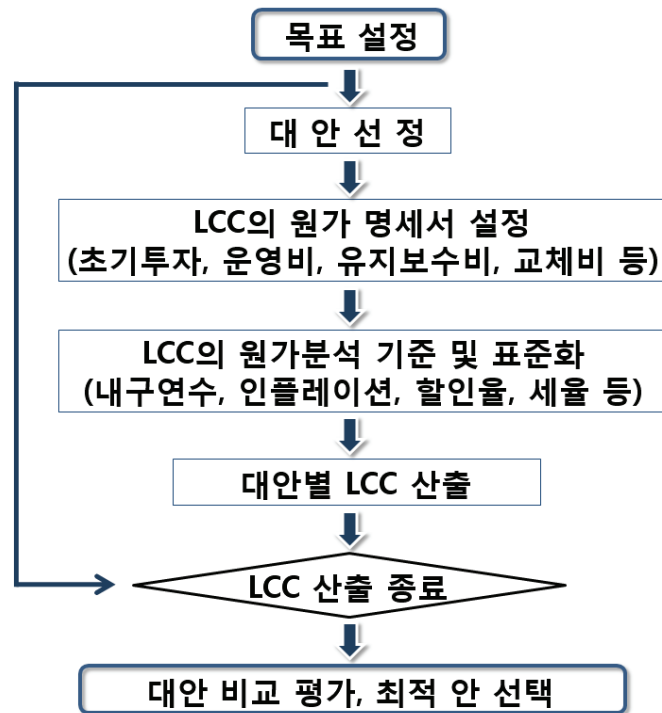 목표 설정
대 안 선 정
LCC의 원가 명세서 설정
(초기투자, 운영비, 유지보수비, 교체비 등)
LCC의 원가분석 기준 및 표준화
(내구연수, 인플레이션, 할인율, 세율 등)
대안별 LCC 산출
LCC 산출 종료
대안 비교 평가, 최적 안 선택